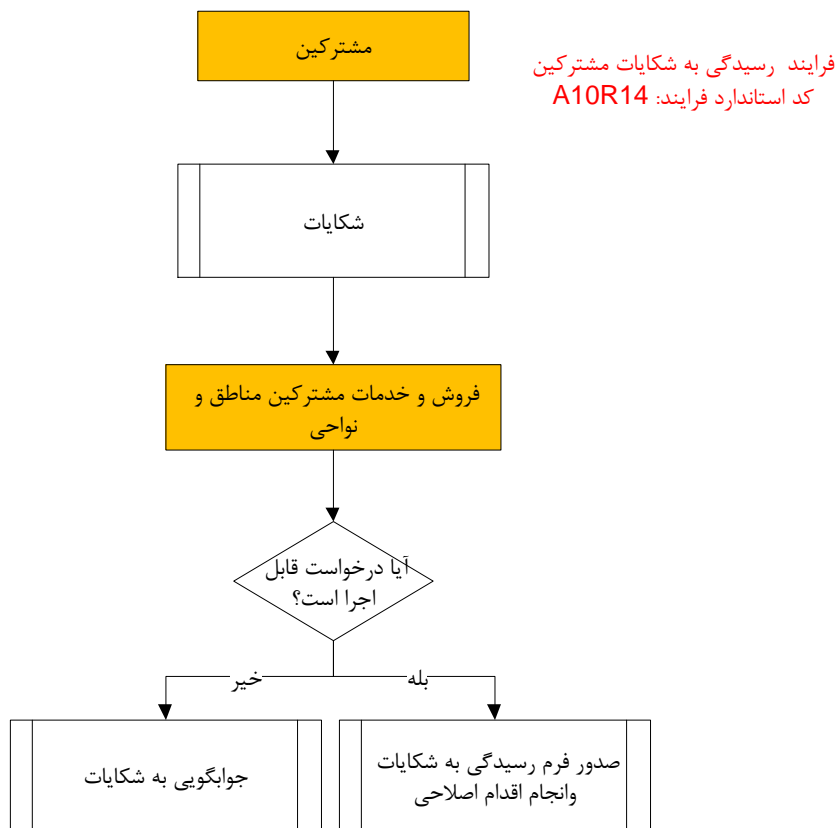 مشترکین
فرایند رسیدگی به شکایات مشترکین
کد استاندارد فرایند: A10R14
شکایات
فروش و خدمات مشترکین مناطق و
نواحی
آیا درخواست قابل
اجرا است؟
بله
خیر
صدور فرم رسیدگی به شکایات
وانجام اقدام اصلاحی
جوابگویی به شکایات